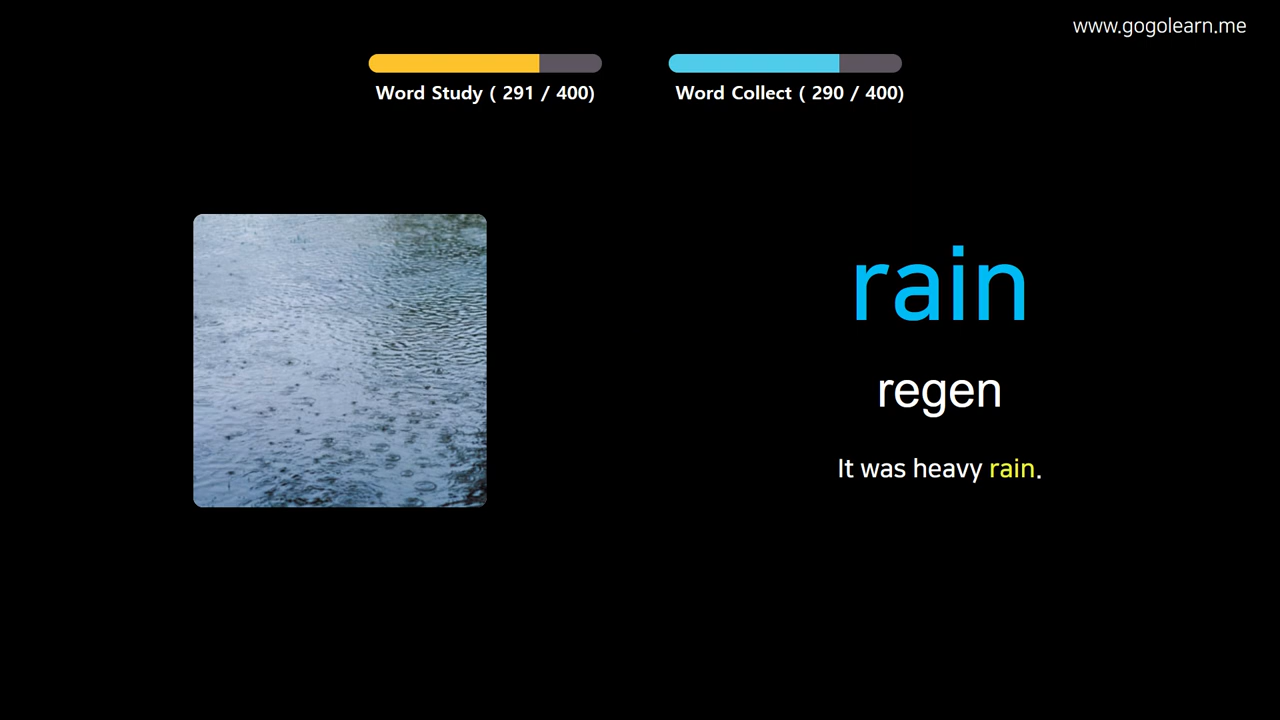 www.gogolearn.me
Word Study ( 291 / 400)
Word Collect ( 290 / 400)
rain
regen
It was heavy rain.